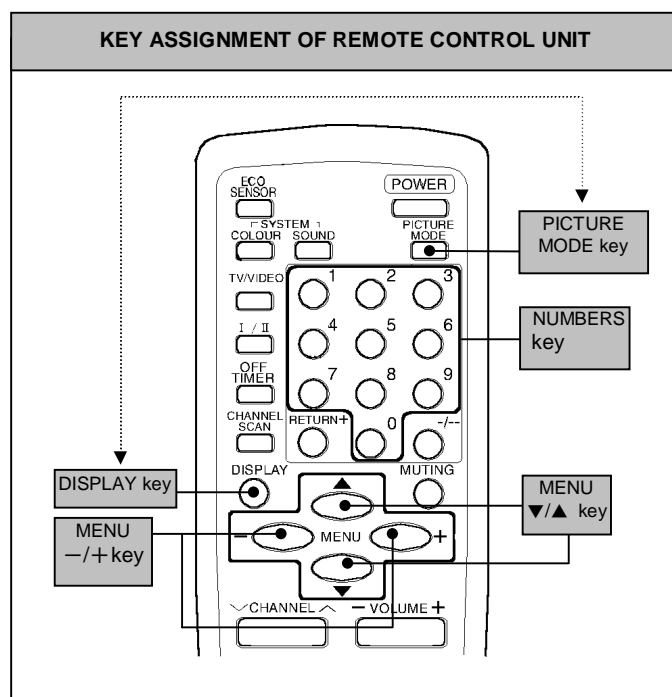 KEY ASSIGNMENT OF REMOTE CONTROL UNIT
ECO
SENSOR
POWER
SYSTEM
COLOUR SOUND
PICTURE
MODE
PICTURE
MODE key
TV/VIDEO
1 2 3
NUMBERS
key
I / II
4 5 6
OFF
TIMER
7 8 9
CHANNEL
SCAN
RETURN+ 0 -/--
DISPLAY
MUTING
DISPLAY key
▲
MENU
▼/▲ key
MENU
−/+ key
− MENU +
▼
﹀CHANNEL︿ − VOLUME +